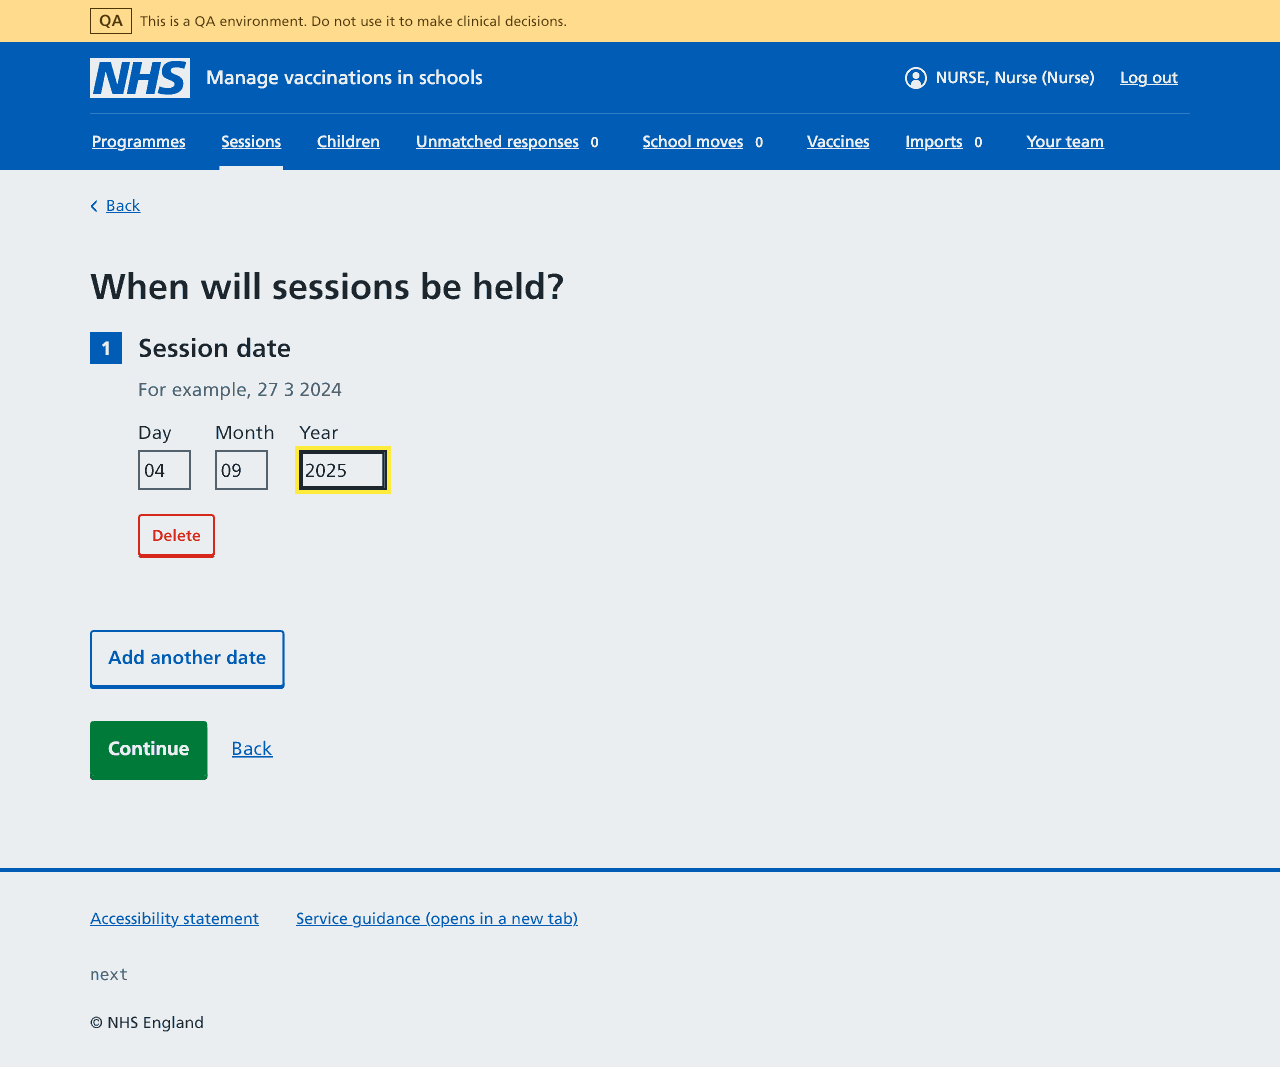 QA This is a QA environment. Do not use it to make clinical decisions.
NHS Manage vaccinations in schools NURSE, Nurse (Nurse) Log out
Programmes Sessions Children Unmatched responses 0 School moves 0 Vaccines Imports 0 Your team
Back
When will sessions be held?
1 Session date
For example, 27 3 2024
Day Month Year
04 09 2025
Delete
Add another date
Continue Back
Accessibility statement Service guidance (opens in a new tab)
next
© NHS England